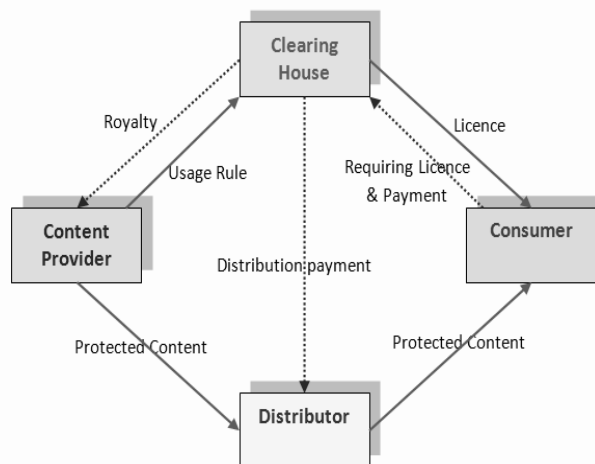 Clearing
House
Royalty
Licence
Usage Rule
Requiring Licence
& Payment
Content
Provider
Consumer
Distribution payment
Protected Content
Protected Content
Distributor